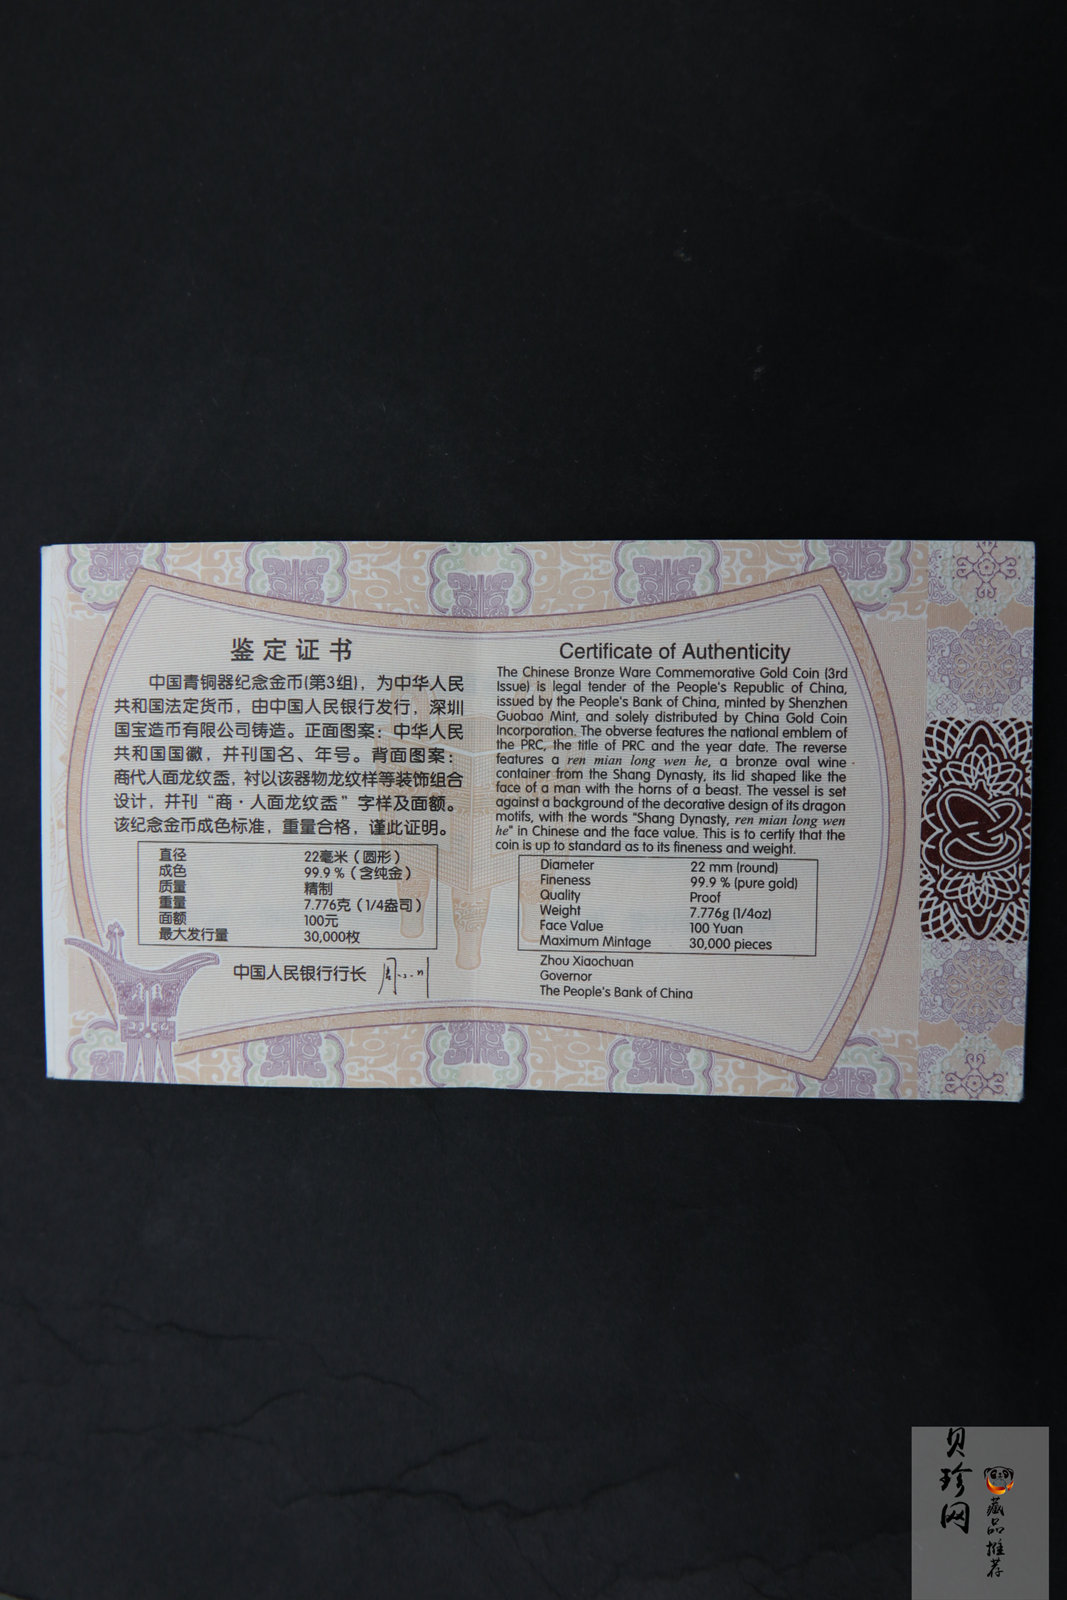 鉴定证书
中国青铜器纪念金币(第3组)，为中华人民
共和国法定货币，由中国人民银行发行，深圳
国宝造币有限公司铸造。正面图案：中华人民
共和国国徽，并刊国名、年号。背面图案：
商代人面龙纹盉，衬以该器物龙纹样等装饰组合
设计，并刊“商·人面龙纹盉”字样及面额。
该纪念金币成色标准，重量合格，谨此证明。
直径 22毫米（圆形）
成色 99.9％（含纯金）
质量 精制
重量 7.776克（1/4盎司）
面额 100元
最大发行量 30,000枚
中国人民银行行长
Certificate of Authenticity
The Chinese Bronze Ware Commemorative Gold Coin (3rd
Issue) is legal tender of the People's Republic of China,
issued by the People's Bank of China, minted by Shenzhen
Guobao Mint, and solely distributed by China Gold Coin
Incorporation. The obverse features the national emblem of
the PRC, the title of PRC and the year date. The reverse
features a ren mian long wen he, a bronze oval wine
container from the Shang Dynasty, its lid shaped like the
face of a man with the horns of a beast. The vessel is set
against a background of the decorative design of its dragon
motifs, with the words "Shang Dynasty, ren mian long wen
he" in Chinese and the face value. This is to certify that the
coin is up to standard as to its fineness and weight.
Diameter 22 mm (round)
Fineness 99.9 % (pure gold)
Quality Proof
Weight 7.776g (1/4oz)
Face Value 100 Yuan
Maximum Mintage 30,000 pieces
Zhou Xiaochuan
Governor
The People's Bank of China
贝珍网
藏品推荐